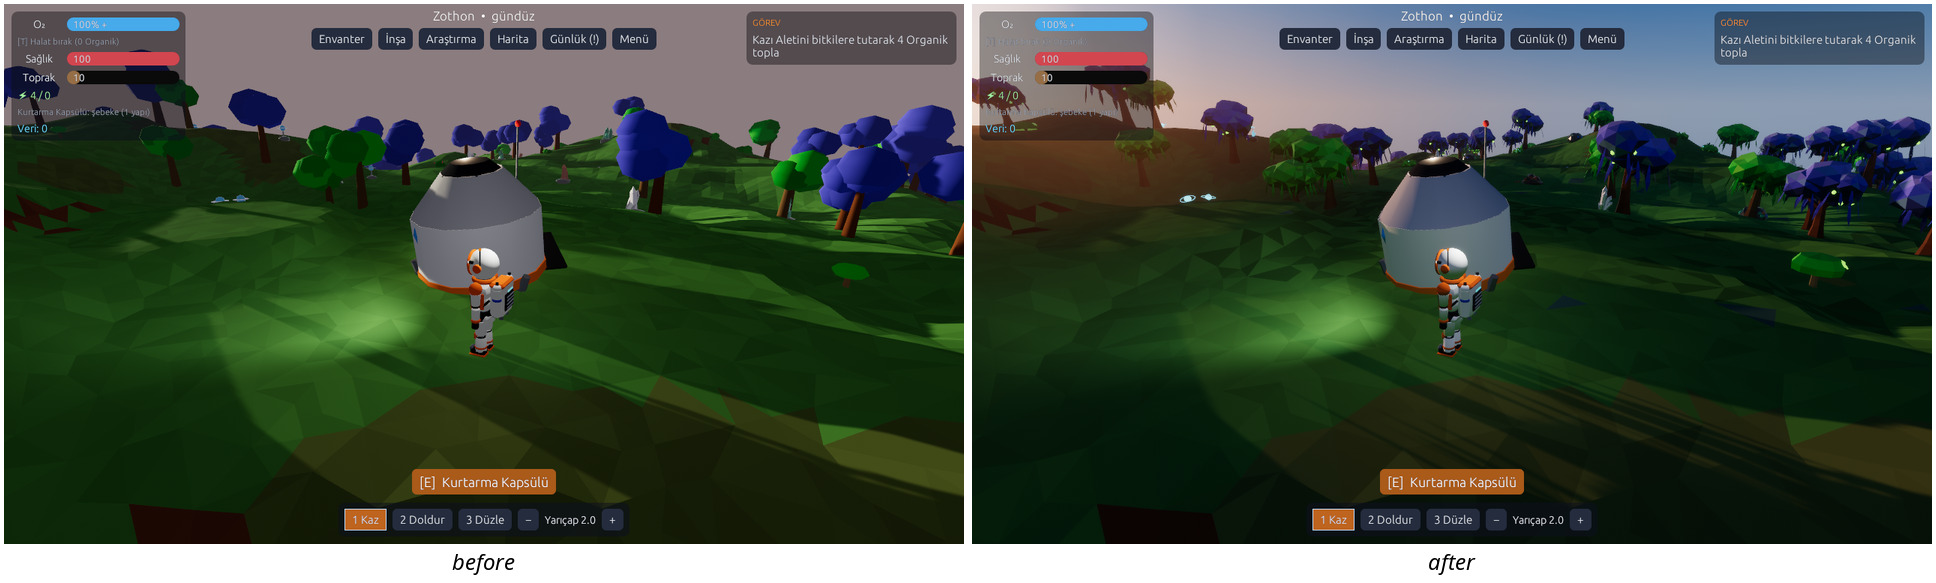 O₂ 100% +
[T] Halat bırak (0 Organik)
Sağlık 100
Toprak 10
4 / 0
Kurtarma Kapsülü: şebeke (1 yapı)
Veri: 0
Zothon • gündüz
Envanter İnşa Araştırma Harita Günlük (!) Menü
GÖREV
Kazı Aletini bitkilere tutarak 4 Organik
topla
[E] Kurtarma Kapsülü
1 Kaz 2 Doldur 3 Düzle − Yarıçap 2.0 +
before
O₂ 100% +
Sağlık 100
Toprak 10
4 / 0
şebeke (1 yapı)
Veri: 0
Zothon • gündüz
Envanter İnşa Araştırma Harita Günlük (!) Menü
GÖREV
Kazı Aletini bitkilere tutarak 4 Organik
topla
[E] Kurtarma Kapsülü
1 Kaz 2 Doldur 3 Düzle − Yarıçap 2.0 +
after